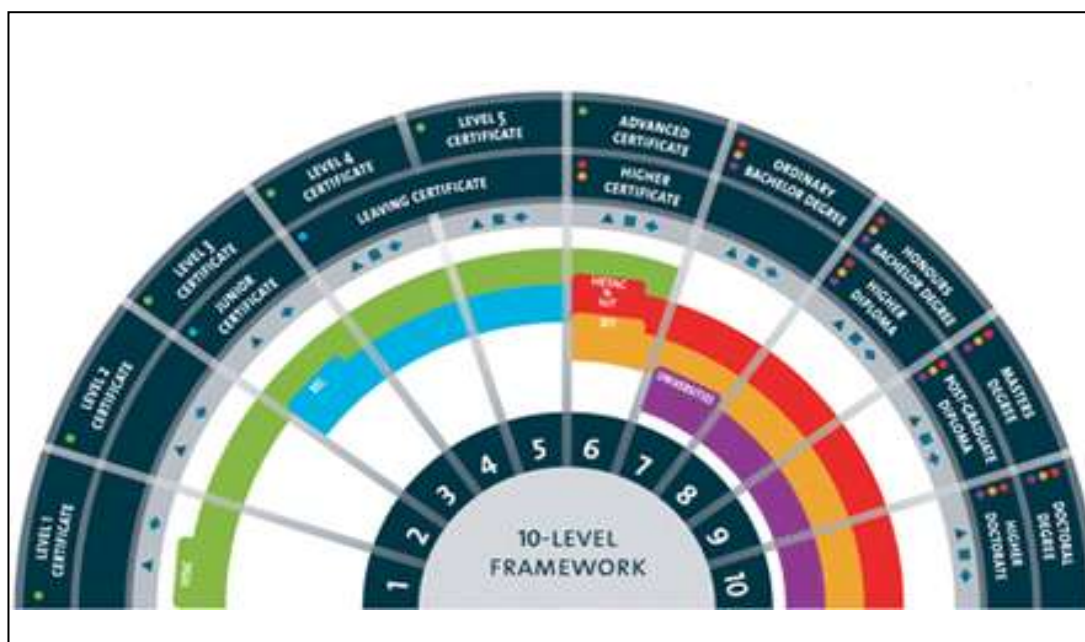 LEVEL 1
CERTIFICATE
LEVEL 2
CERTIFICATE
LEVEL 3
CERTIFICATE
JUNIOR
CERTIFICATE
LEVEL 4
CERTIFICATE
LEVEL 5
CERTIFICATE
LEAVING CERTIFICATE
ADVANCED
CERTIFICATE
HIGHER
CERTIFICATE
ORDINARY
BACHELOR DEGREE
HONOURS
BACHELOR DEGREE
HIGHER
DIPLOMA
MASTERS
DEGREE
POST-GRADUATE
DIPLOMA
DOCTORAL
DEGREE
HIGHER
DOCTORATE
HETAC
UNIVERSITIES
1
2
3
4
5
6
7
8
9
10
10-LEVEL
FRAMEWORK